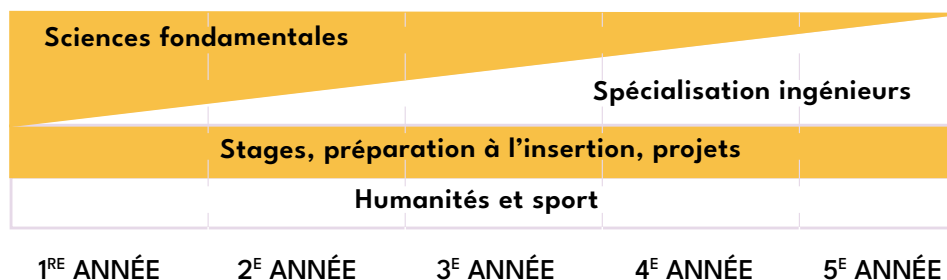 Sciences fondamentales
Spécialisation ingénieurs
Stages, préparation à l’insertion, projets
Humanités et sport
1RE ANNÉE 2E ANNÉE 3E ANNÉE 4E ANNÉE 5E ANNÉE